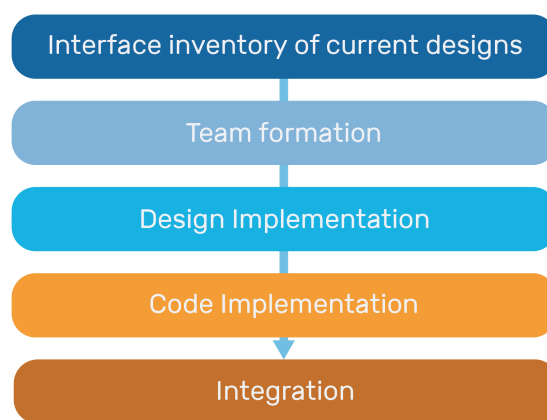 Interface inventory of current designs
Team formation
Design Implementation
Code Implementation
Integration